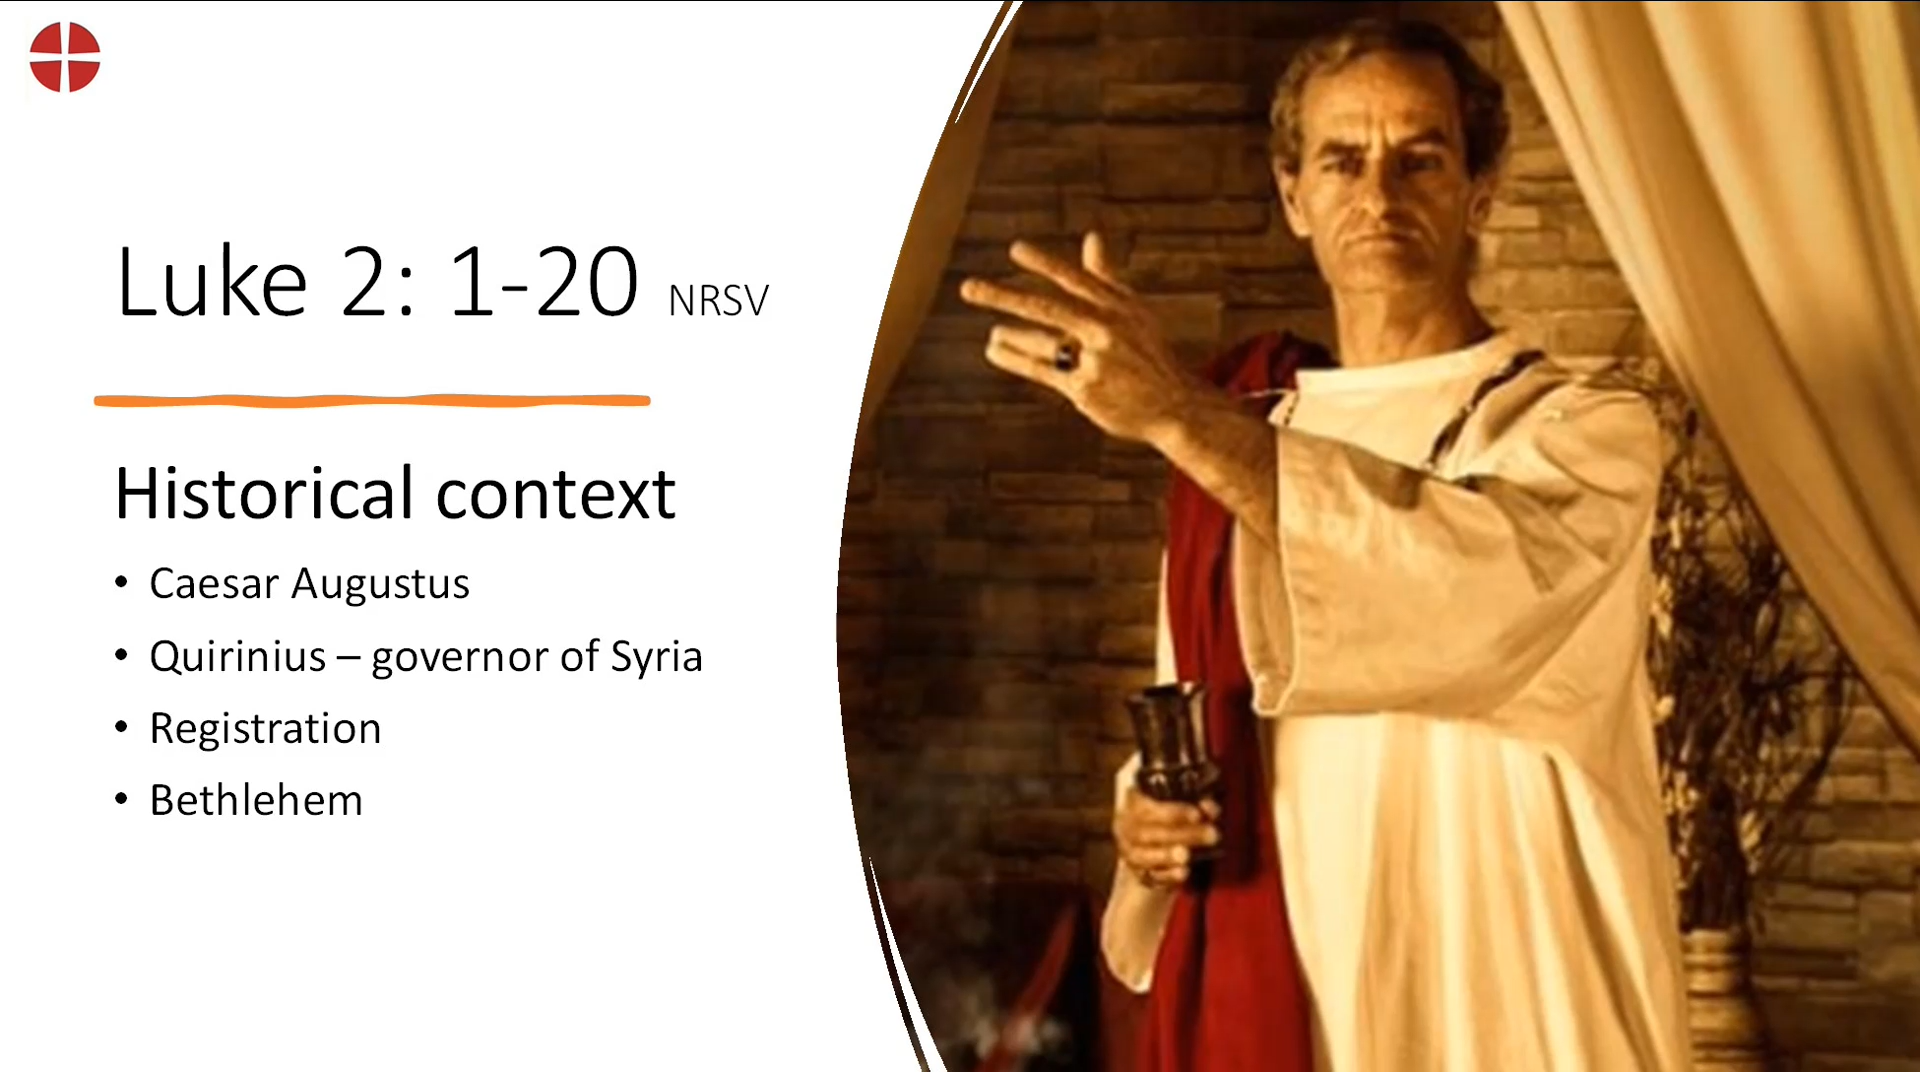 Luke 2: 1-20 NRSV
Historical context
• Caesar Augustus
• Quirinius – governor of Syria
• Registration
• Bethlehem